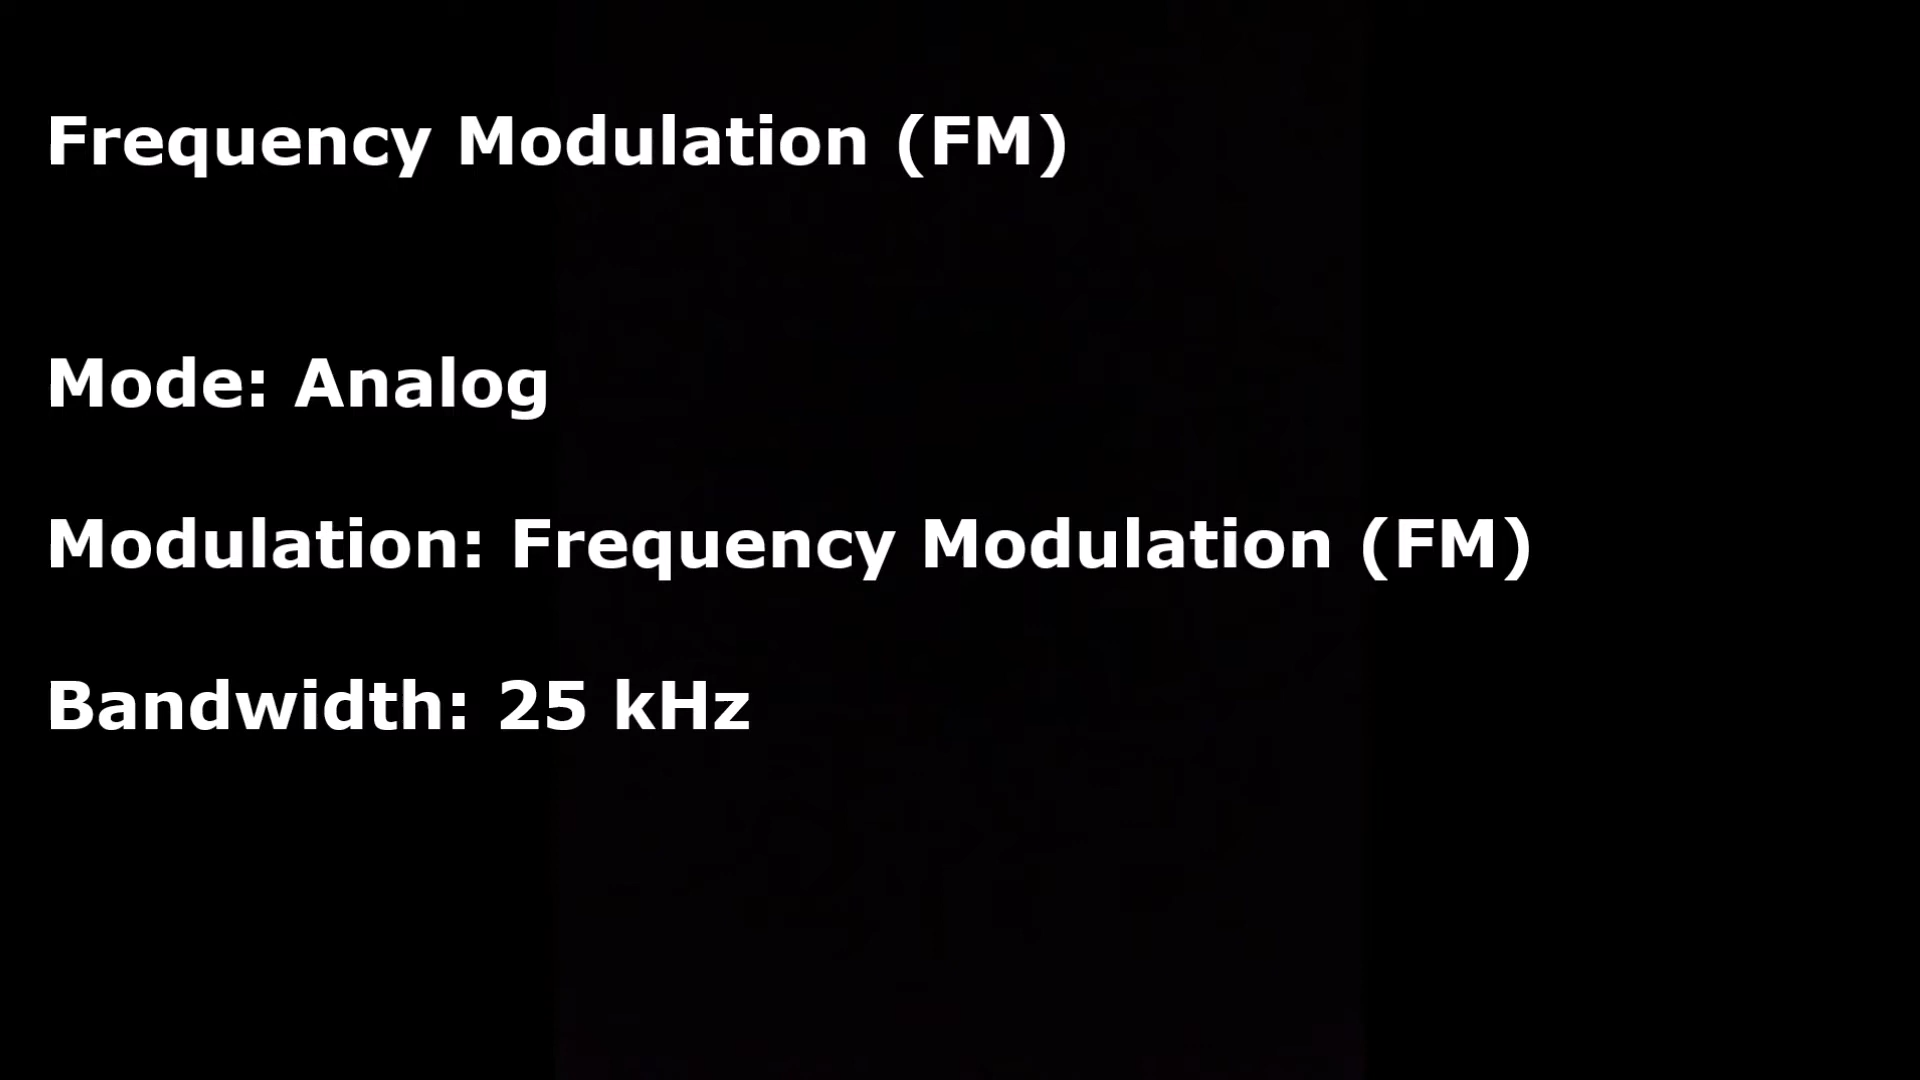 Frequency Modulation (FM)
Mode: Analog
Modulation: Frequency Modulation (FM)
Bandwidth: 25 kHz